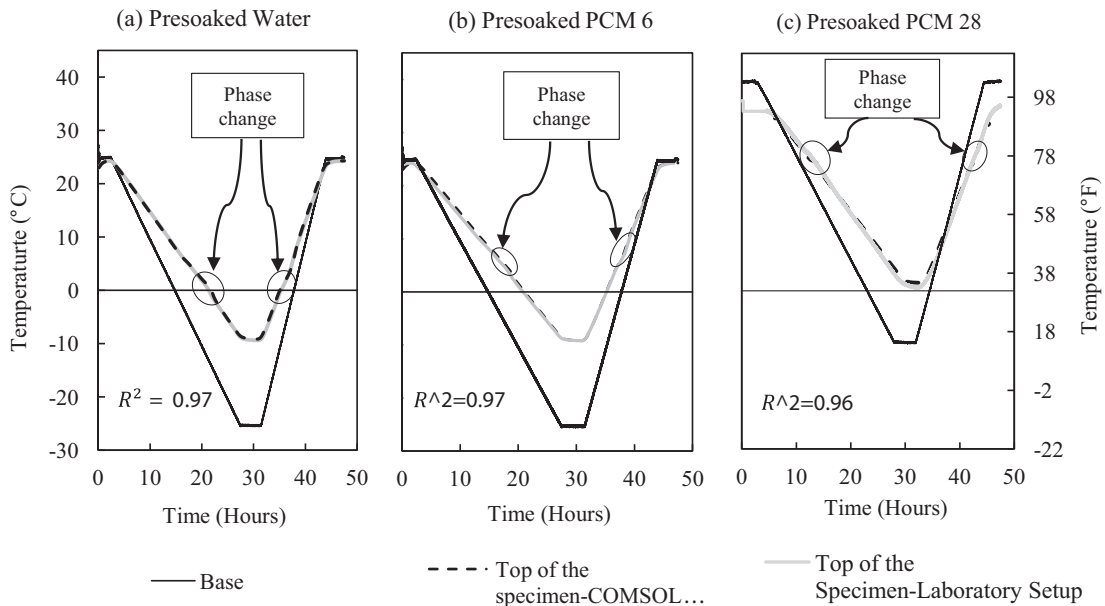 (a) Presoaked Water
(b) Presoaked PCM 6
(c) Presoaked PCM 28
Temperaturte (°C)
40
30
20
10
0
-10
-20
-30
Phase
change
Phase
change
Phase
change
98
78
58
38
18
-2
-22
Temperature (°F)
R² = 0.97
R^2=0.97
R^2=0.96
0 10 20 30 40 50
0 10 20 30 40 50
0 10 20 30 40 50
Time (Hours)
Time (Hours)
Time (Hours)
Base
Top of the
specimen-COMSOL…
Top of the
Specimen-Laboratory Setup